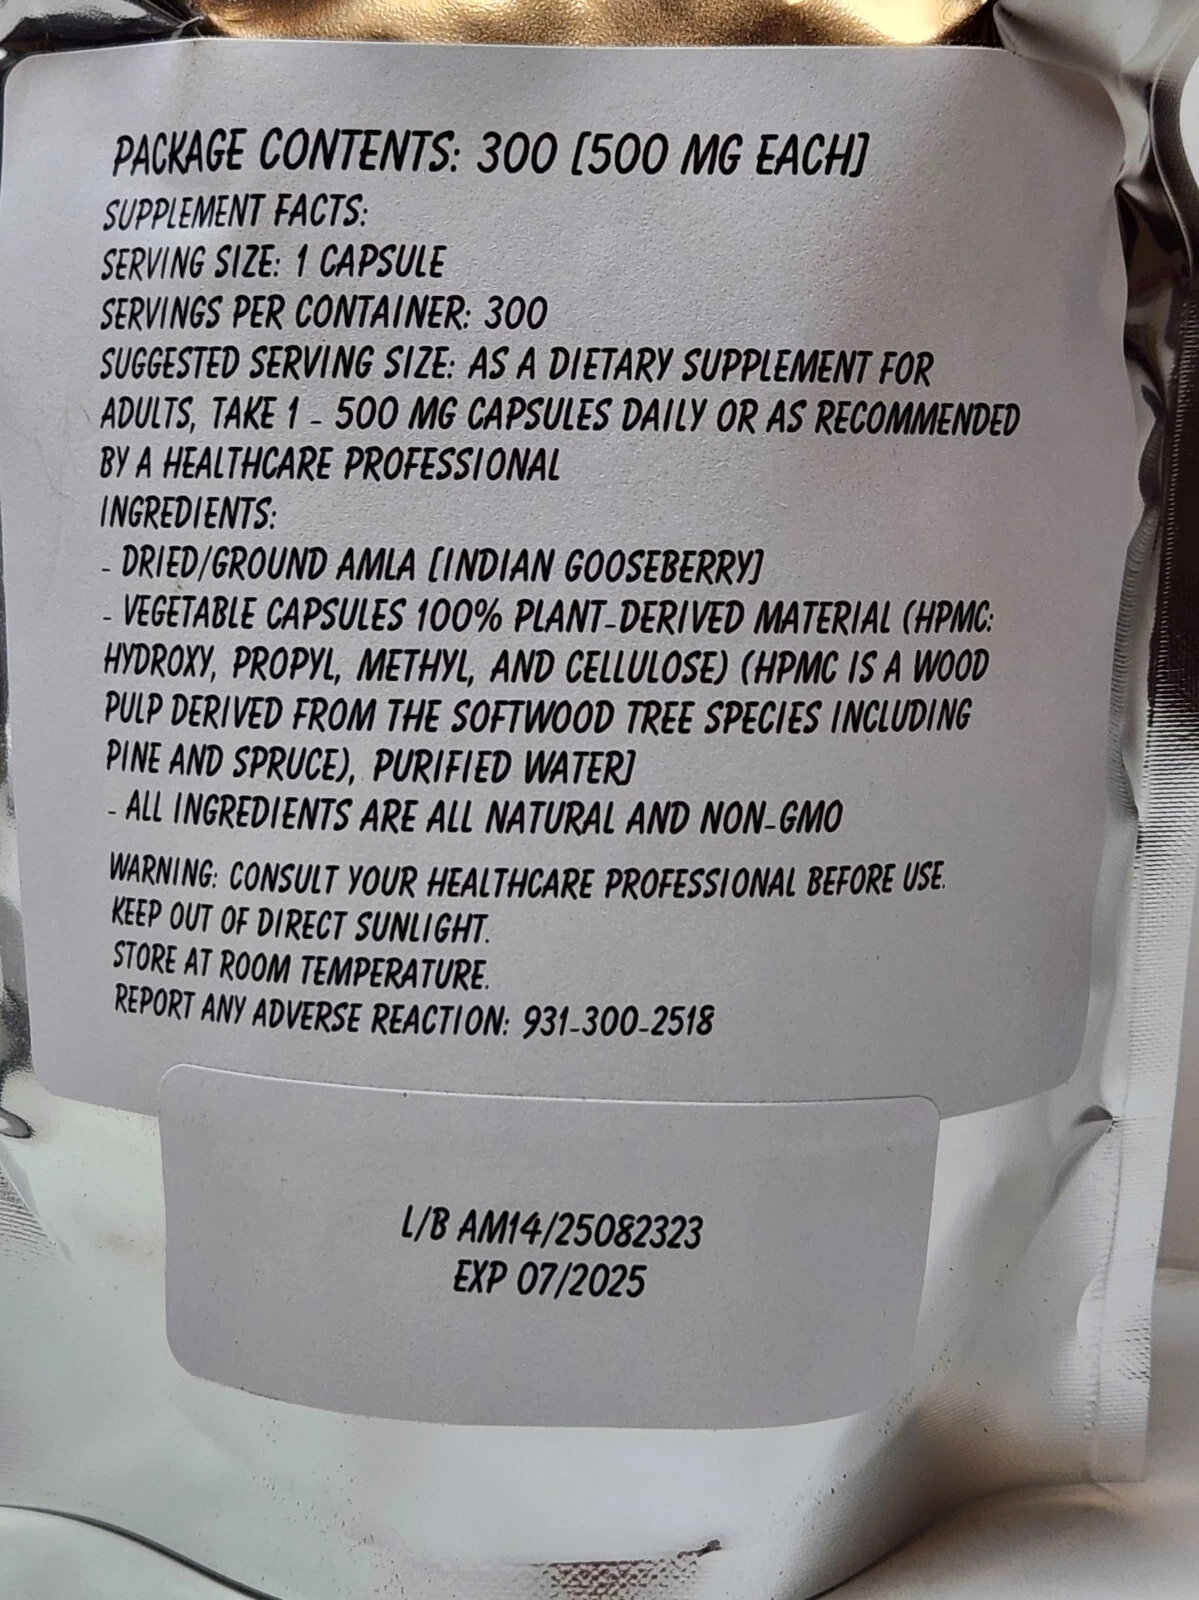 PACKAGE CONTENTS: 300 [500 MG EACH]
SUPPLEMENT FACTS:
SERVING SIZE: 1 CAPSULE
SERVINGS PER CONTAINER: 300
SUGGESTED SERVING SIZE: AS A DIETARY SUPPLEMENT FOR
ADULTS, TAKE 1 - 500 MG CAPSULES DAILY OR AS RECOMMENDED
BY A HEALTHCARE PROFESSIONAL
INGREDIENTS:
- DRIED/GROUND AMLA [INDIAN GOOSEBERRY]
- VEGETABLE CAPSULES 100% PLANT-DERIVED MATERIAL (HPMC:
HYDROXY, PROPYL, METHYL, AND CELLULOSE) (HPMC IS A WOOD
PULP DERIVED FROM THE SOFTWOOD TREE SPECIES INCLUDING
PINE AND SPRUCE), PURIFIED WATER]
- ALL INGREDIENTS ARE ALL NATURAL AND NON-GMO
WARNING: CONSULT YOUR HEALTHCARE PROFESSIONAL BEFORE USE.
KEEP OUT OF DIRECT SUNLIGHT.
STORE AT ROOM TEMPERATURE.
REPORT ANY ADVERSE REACTION: 931-300-2518
L/B AM14/25082323
EXP 07/2025